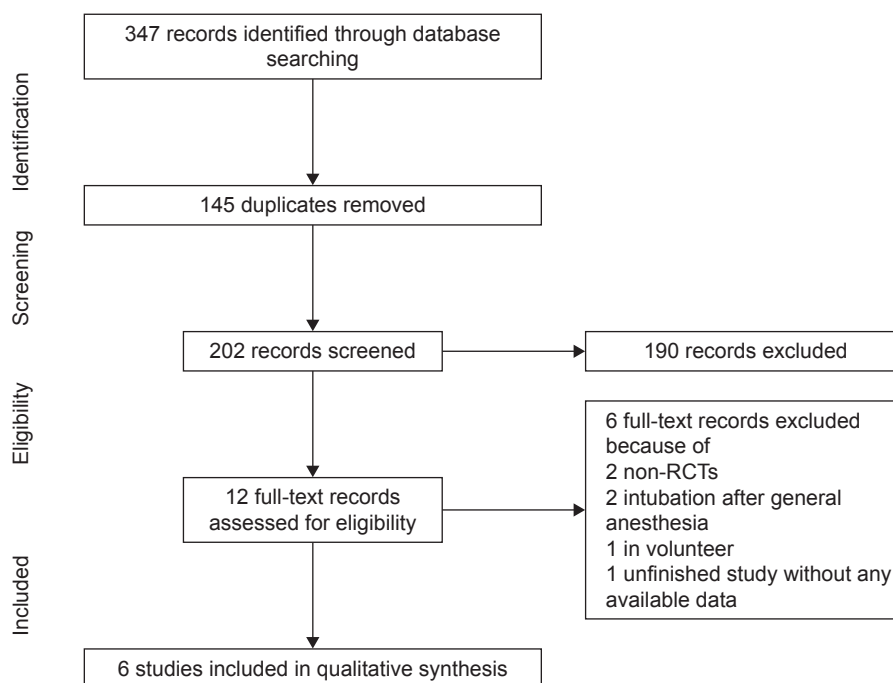 347 records identified through database
searching
Identification
145 duplicates removed
Screening
202 records screened
190 records excluded
Eligibility
12 full-text records
assessed for eligibility
6 full-text records excluded
because of
2 non-RCTs
2 intubation after general
anesthesia
1 in volunteer
1 unfinished study without any
available data
Included
6 studies included in qualitative synthesis